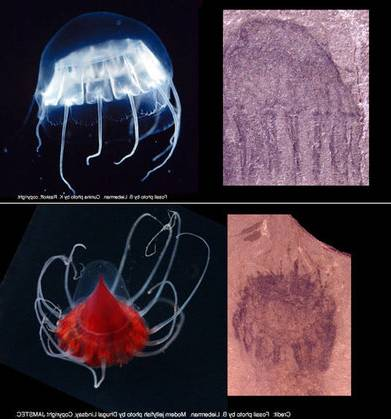 Fossil photo by B. Lieberman. Cunina photo by K. Raskoff, copyright.
Credit: Fossil photo by B. Lieberman. Modern jellyfish photo by Dhugal Lindsay Copyright JAMSTEC